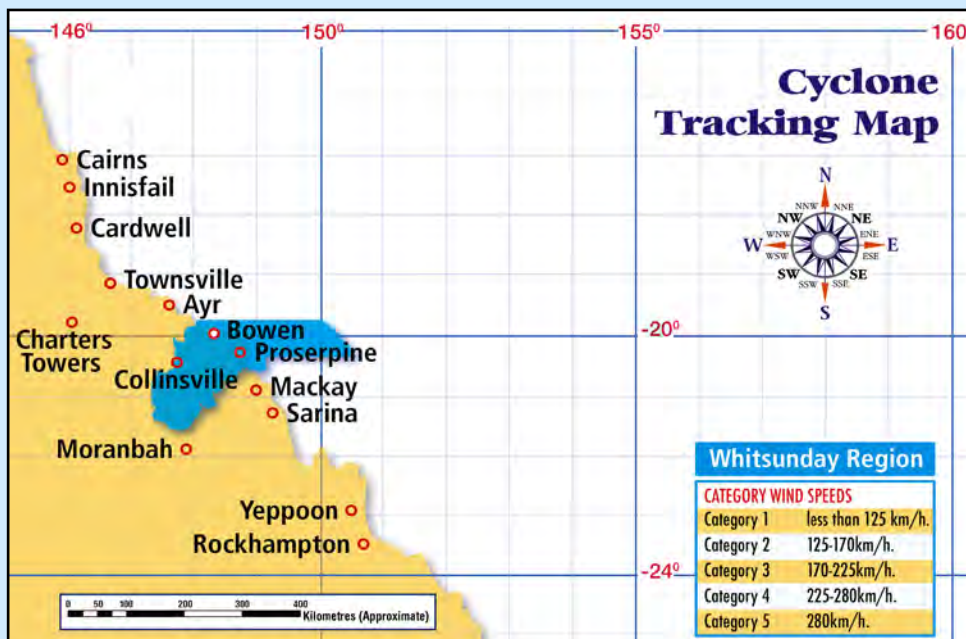 146⁰
150⁰
155⁰
160
Cyclone
Tracking Map
N
NNW
NNE
NW
NE
WNW
ENE
W
E
WSW
ESE
SW
SE
SSW
SSE
S
Cairns
Innisfail
Cardwell
Townsville
Ayr
Bowen
-20⁰
Charters
Towers
Proserpine
Collinsville
Mackay
Sarina
Moranbah
Yeppoon
Rockhampton
-24⁰
Whitsunday Region
CATEGORY WIND SPEEDS
Category 1 less than 125 km/h.
Category 2 125-170km/h.
Category 3 170-225km/h.
Category 4 225-280km/h.
Category 5 280km/h.
0 50 100 200 300 400
Kilometres (Approximate)